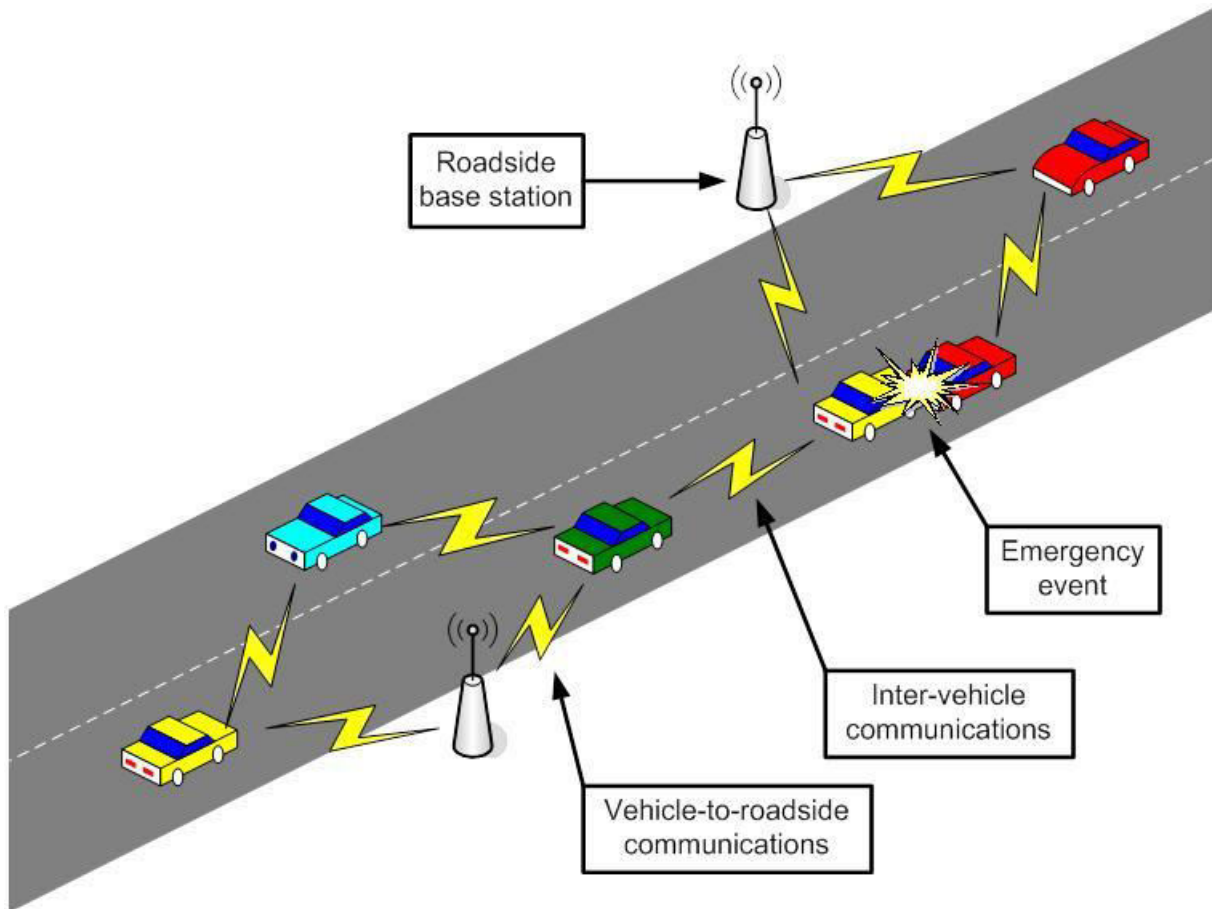 Roadside
base station
Emergency
event
Inter-vehicle
communications
Vehicle-to-roadside
communications